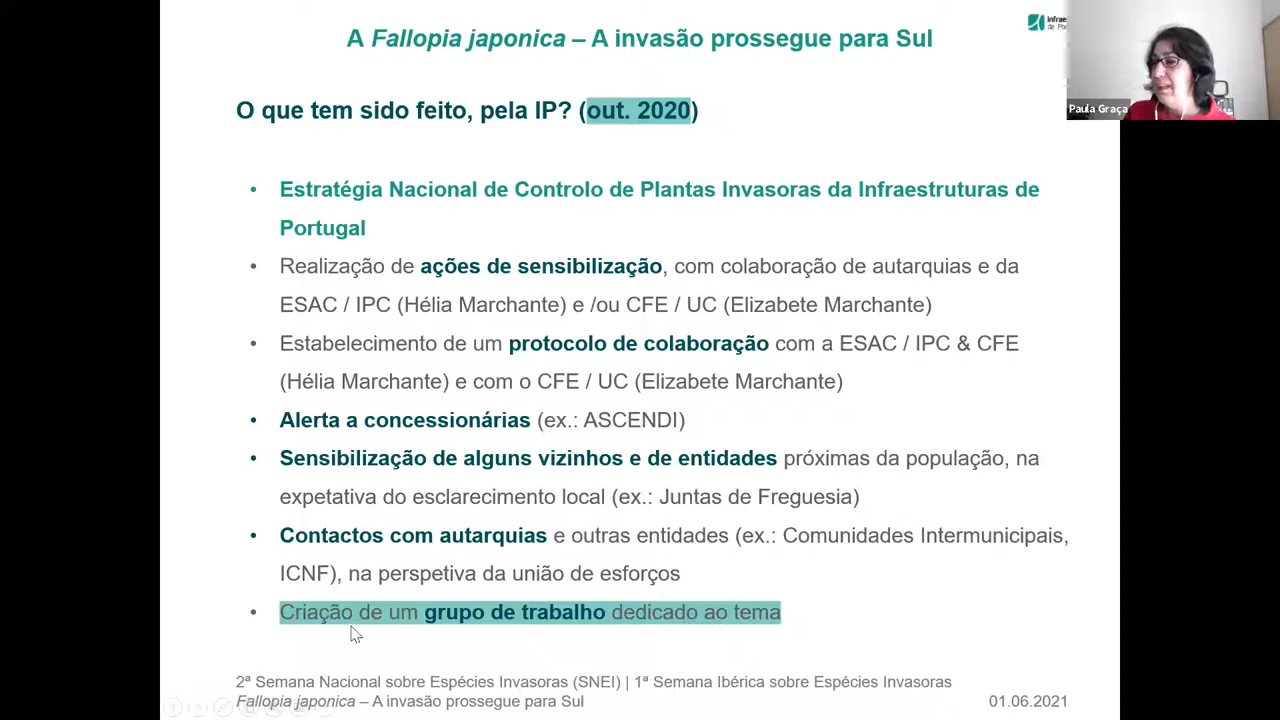 A Fallopia japonica – A invasão prossegue para Sul
Infrae
de Po
Paula Graça
O que tem sido feito, pela IP? (out. 2020)
• Estratégia Nacional de Controlo de Plantas Invasoras da Infraestruturas de
Portugal
• Realização de ações de sensibilização, com colaboração de autarquias e da
ESAC / IPC (Hélia Marchante) e /ou CFE / UC (Elizabete Marchante)
• Estabelecimento de um protocolo de colaboração com a ESAC / IPC & CFE
(Hélia Marchante) e com o CFE / UC (Elizabete Marchante)
• Alerta a concessionárias (ex.: ASCENDI)
• Sensibilização de alguns vizinhos e de entidades próximas da população, na
expetativa do esclarecimento local (ex.: Juntas de Freguesia)
• Contactos com autarquias e outras entidades (ex.: Comunidades Intermunicipais,
ICNF), na perspetiva da união de esforços
• Criação de um grupo de trabalho dedicado ao tema
2ª Semana Nacional sobre Espécies Invasoras (SNEI) | 1ª Semana Ibérica sobre Espécies Invasoras
Fallopia japonica – A invasão prossegue para Sul
01.06.2021